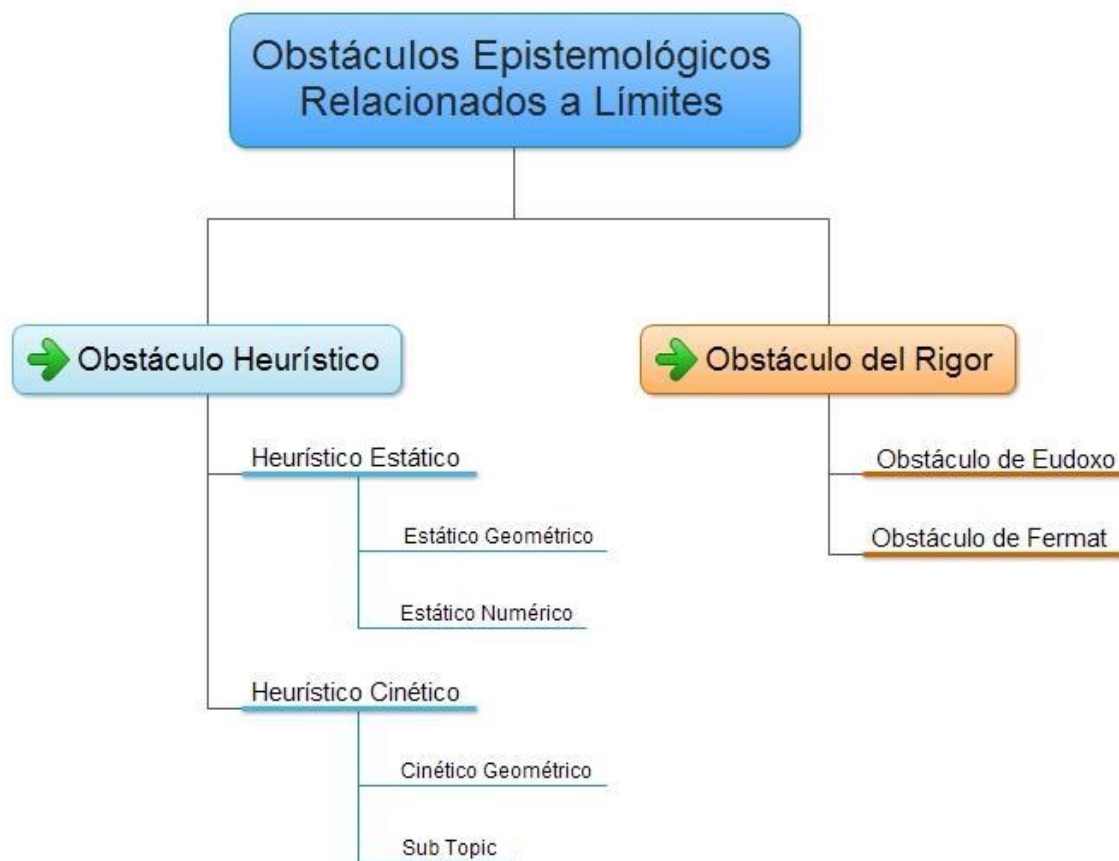 Obstáculos Epistemológicos
Relacionados a Límites
Obstáculo Heurístico
Obstáculo del Rigor
Heurístico Estático
Obstáculo de Eudoxo
Estático Geométrico
Obstáculo de Fermat
Estático Numérico
Heurístico Cinético
Cinético Geométrico
Sub Topic